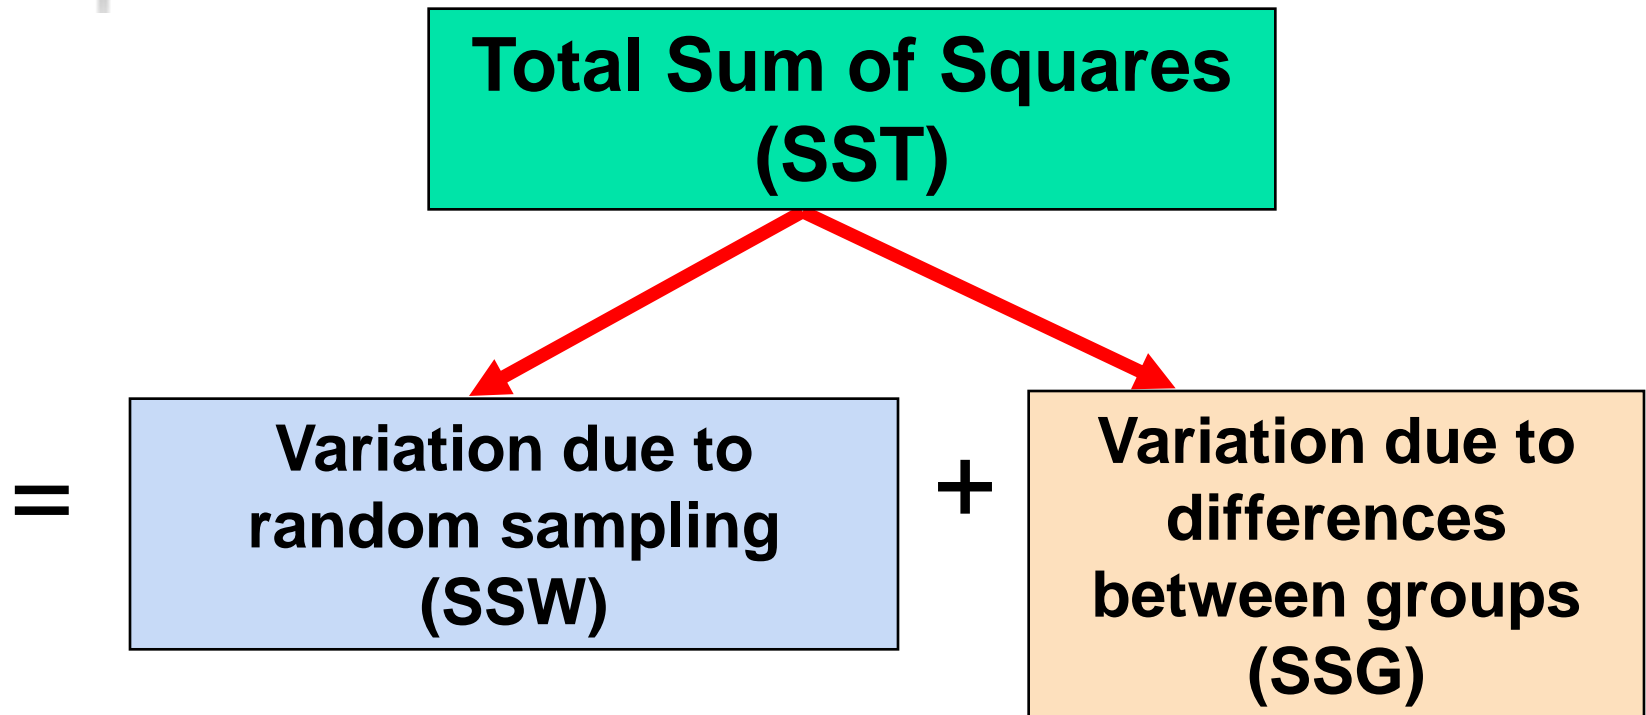 Total Sum of Squares
(SST)
=
Variation due to
random sampling
(SSW)
+
Variation due to
differences
between groups
(SSG)